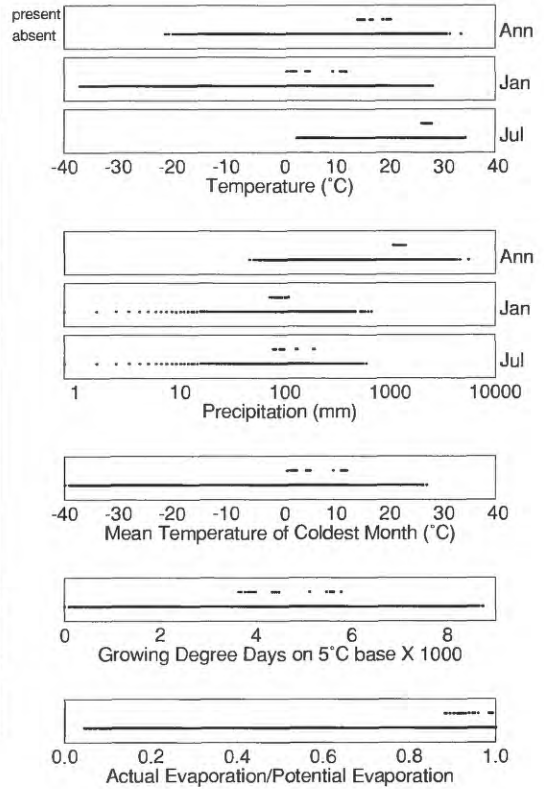 present
absent
Ann
Jan
Jul
-40 -10 -20 -10 0 10 20 30 40
Temperature (˚C)
Ann
Jan
Jul
1 10 100 1000 10000
Precipitation (mm)
-40 -10 -20 -10 0 10 20 30 40
Mean Temperature of Coldest Month (˚C)
0 2 4 6 8
Growing Degree Days on 5˚C base X 1000
0.0 0.2 0.4 0.6 0.8 1.0
Actual Evaporation/Potential Evaporation